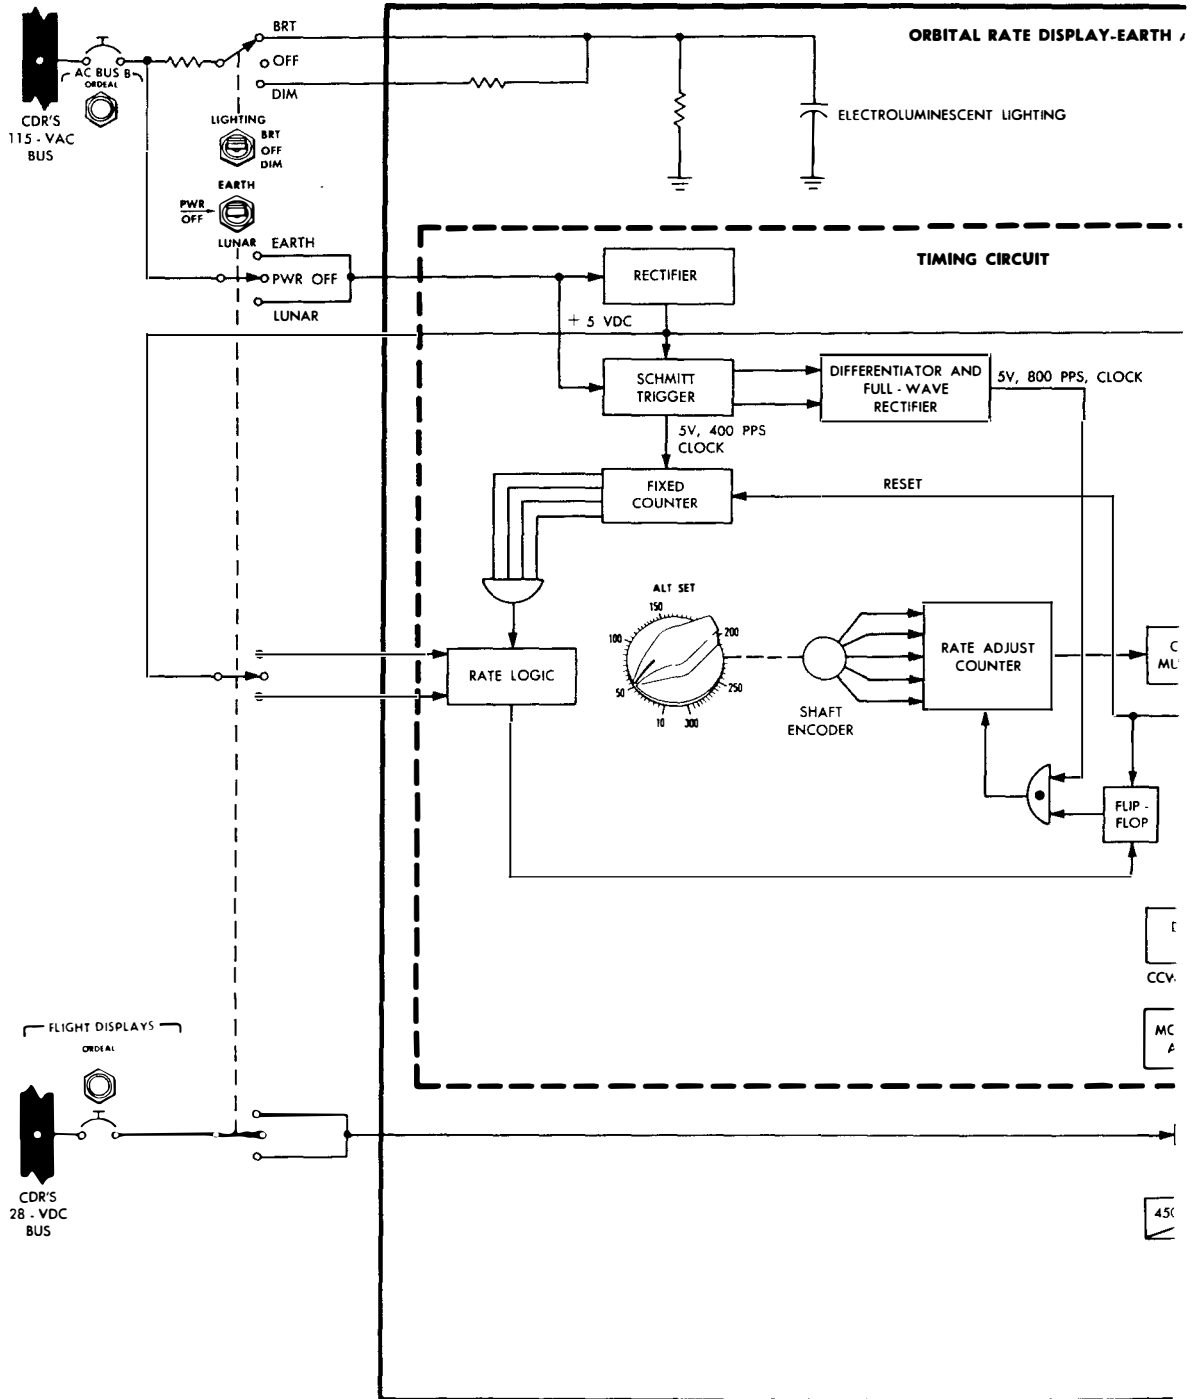 BRT
ORBITAL RATE DISPLAY-EARTH
OFF
AC BUS B
ORDEAL
DIM
CDR'S
115 - VAC
BUS
LIGHTING
BRT
OFF
DIM
ELECTROLUMINESCENT LIGHTING
EARTH
PWR
OFF
LUNAR
EARTH
PWR OFF
LUNAR
TIMING CIRCUIT
RECTIFIER
+ 5 VDC
SCHMITT
TRIGGER
DIFFERENTIATOR AND
FULL - WAVE
RECTIFIER
5V, 800 PPS, CLOCK
5V, 400 PPS
CLOCK
FIXED
COUNTER
RESET
ALT SET
150
100
200
50
250
10
300
RATE LOGIC
SHAFT
ENCODER
RATE ADJUST
COUNTER
C
MU
FLIP -
FLOP
D
CCW
MO
A
FLIGHT DISPLAYS
ORDEAL
CDR'S
28 - VDC
BUS
45